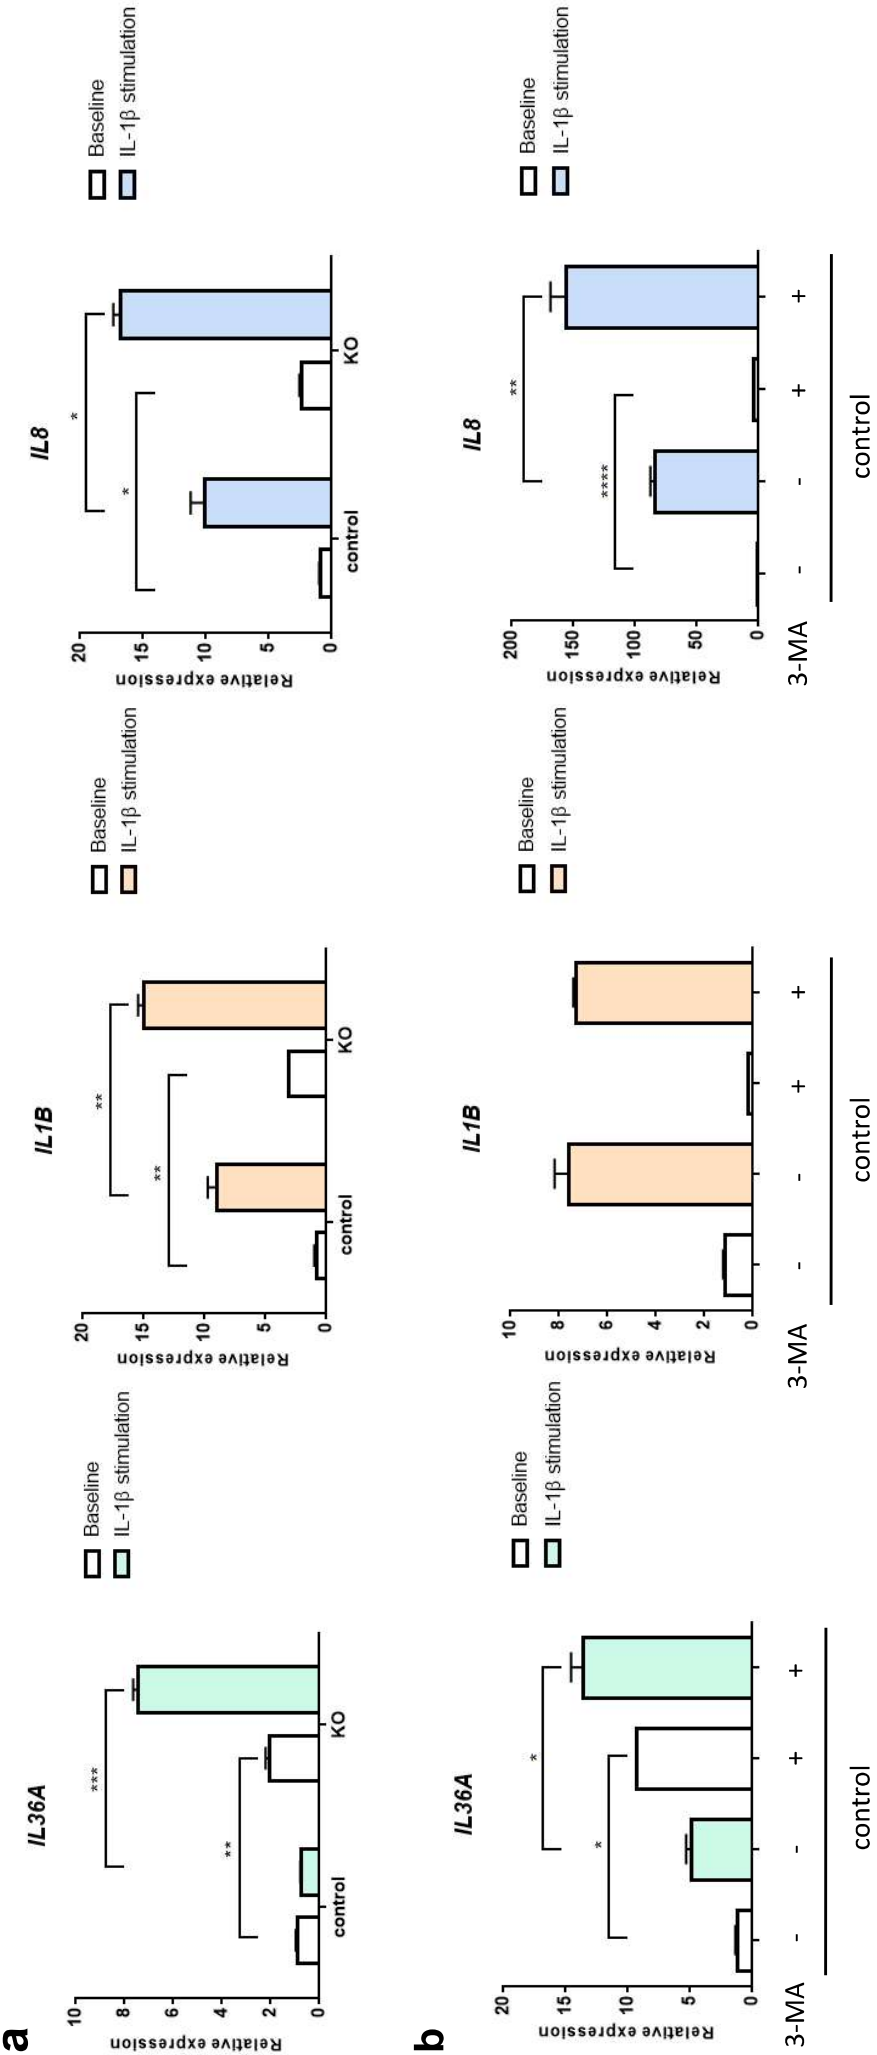 a
IL36A
Relative expression
10
8
6
4
2
0
***
**
control
KO
Baseline
IL-1β stimulation
IL1B
Relative expression
20
15
10
5
0
**
**
control
KO
Baseline
IL-1β stimulation
IL8
Relative expression
20
15
10
5
0
*
*
control
KO
Baseline
IL-1β stimulation
b
IL36A
Relative expression
20
15
10
5
0
*
*
3-MA - - + +
control
Baseline
IL-1β stimulation
IL1B
Relative expression
10
8
6
4
2
0
3-MA - - + +
control
Baseline
IL-1β stimulation
IL8
Relative expression
200
150
100
50
0
**
****
3-MA - - + +
control
Baseline
IL-1β stimulation